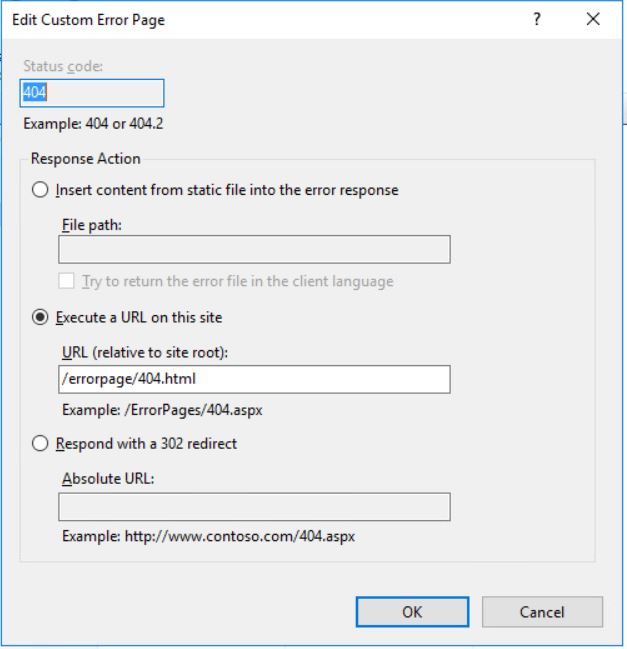 Edit Custom Error Page
?
Status code:
404
Example: 404 or 404.2
Response Action
Insert content from static file into the error response
File path:
Try to return the error file in the client language
Execute a URL on this site
URL (relative to site root):
/errorpage/404.html
Example: /ErrorPages/404.aspx
Respond with a 302 redirect
Absolute URL:
Example: http://www.contoso.com/404.aspx
OK
Cancel